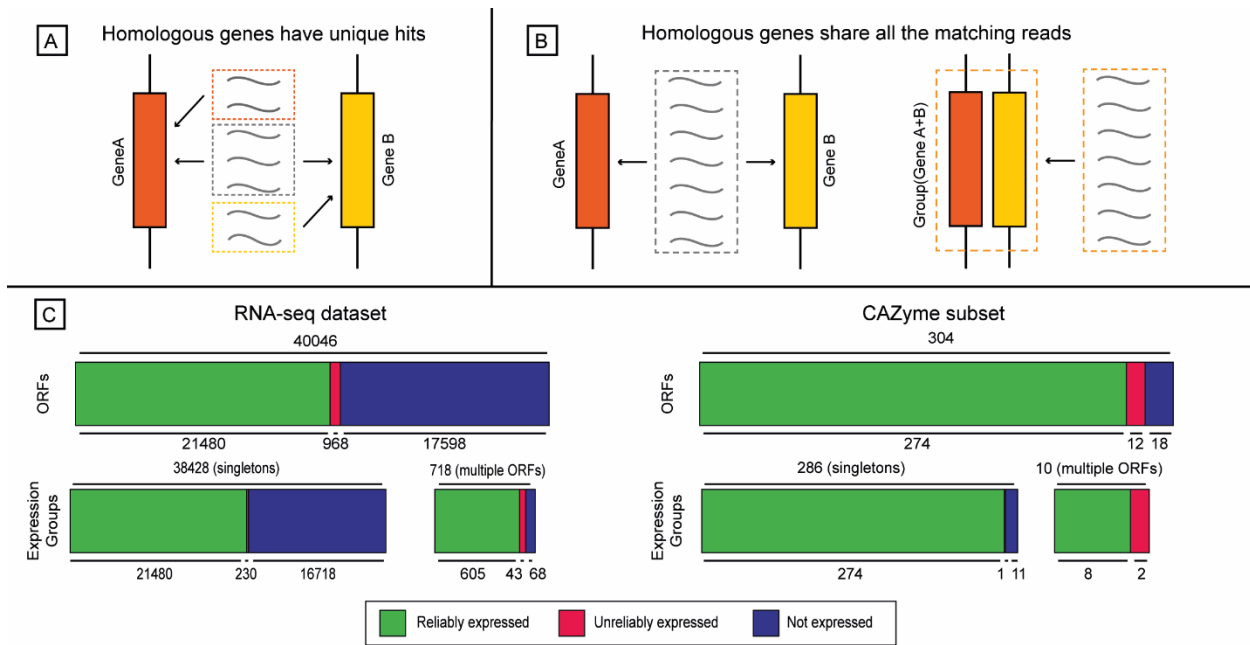 A
Homologous genes have unique hits
GeneA
Gene B
B
Homologous genes share all the matching reads
GeneA
Gene B
Group(Gene A+B)
C
RNA-seq dataset
40046
ORFs
21480
968
17598
38428 (singletons)
718 (multiple ORFs)
Expression
Groups
21480
230
16718
605
43
68
CAZyme subset
304
ORFs
274
12
18
286 (singletons)
10 (multiple ORFs)
Expression
Groups
274
1
11
8
2
Reliably expressed
Unreliably expressed
Not expressed